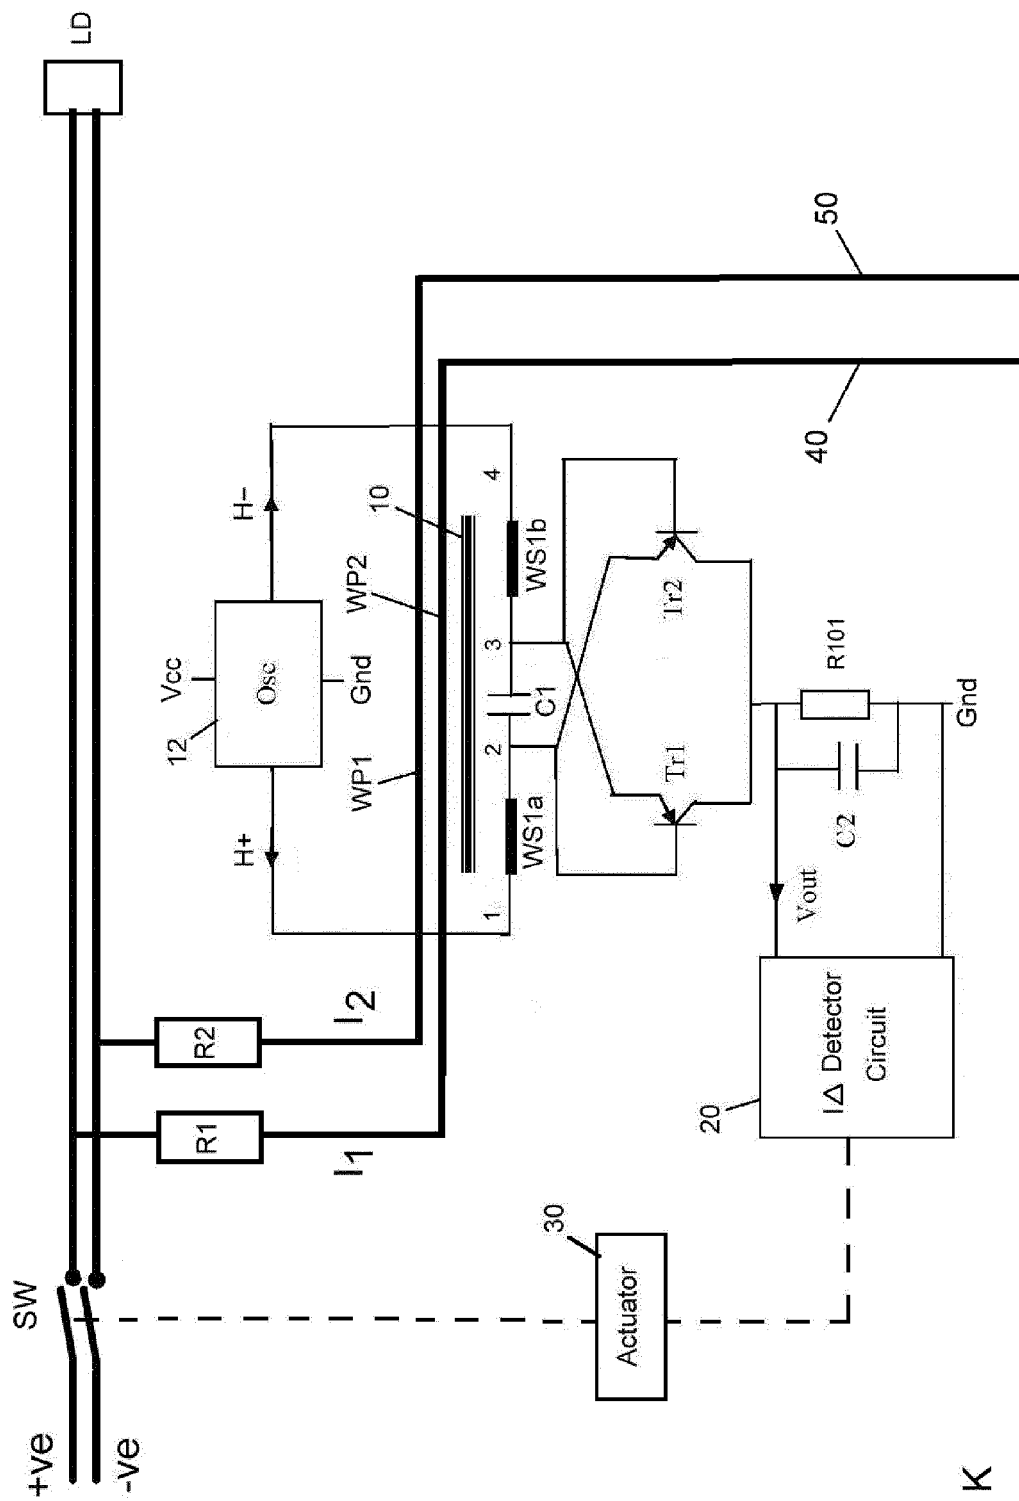 +ve
-ve
SW
LD
R1
R2
I1
I2
H+
H−
Vcc
12
Osc
Gnd
WP1
WP2
10
1
2
3
4
WS1a
C1
WS1b
Tr1
Tr2
R101
C2
Gnd
Vout
20
I∆ Detector
Circuit
30
Actuator
40
50
K